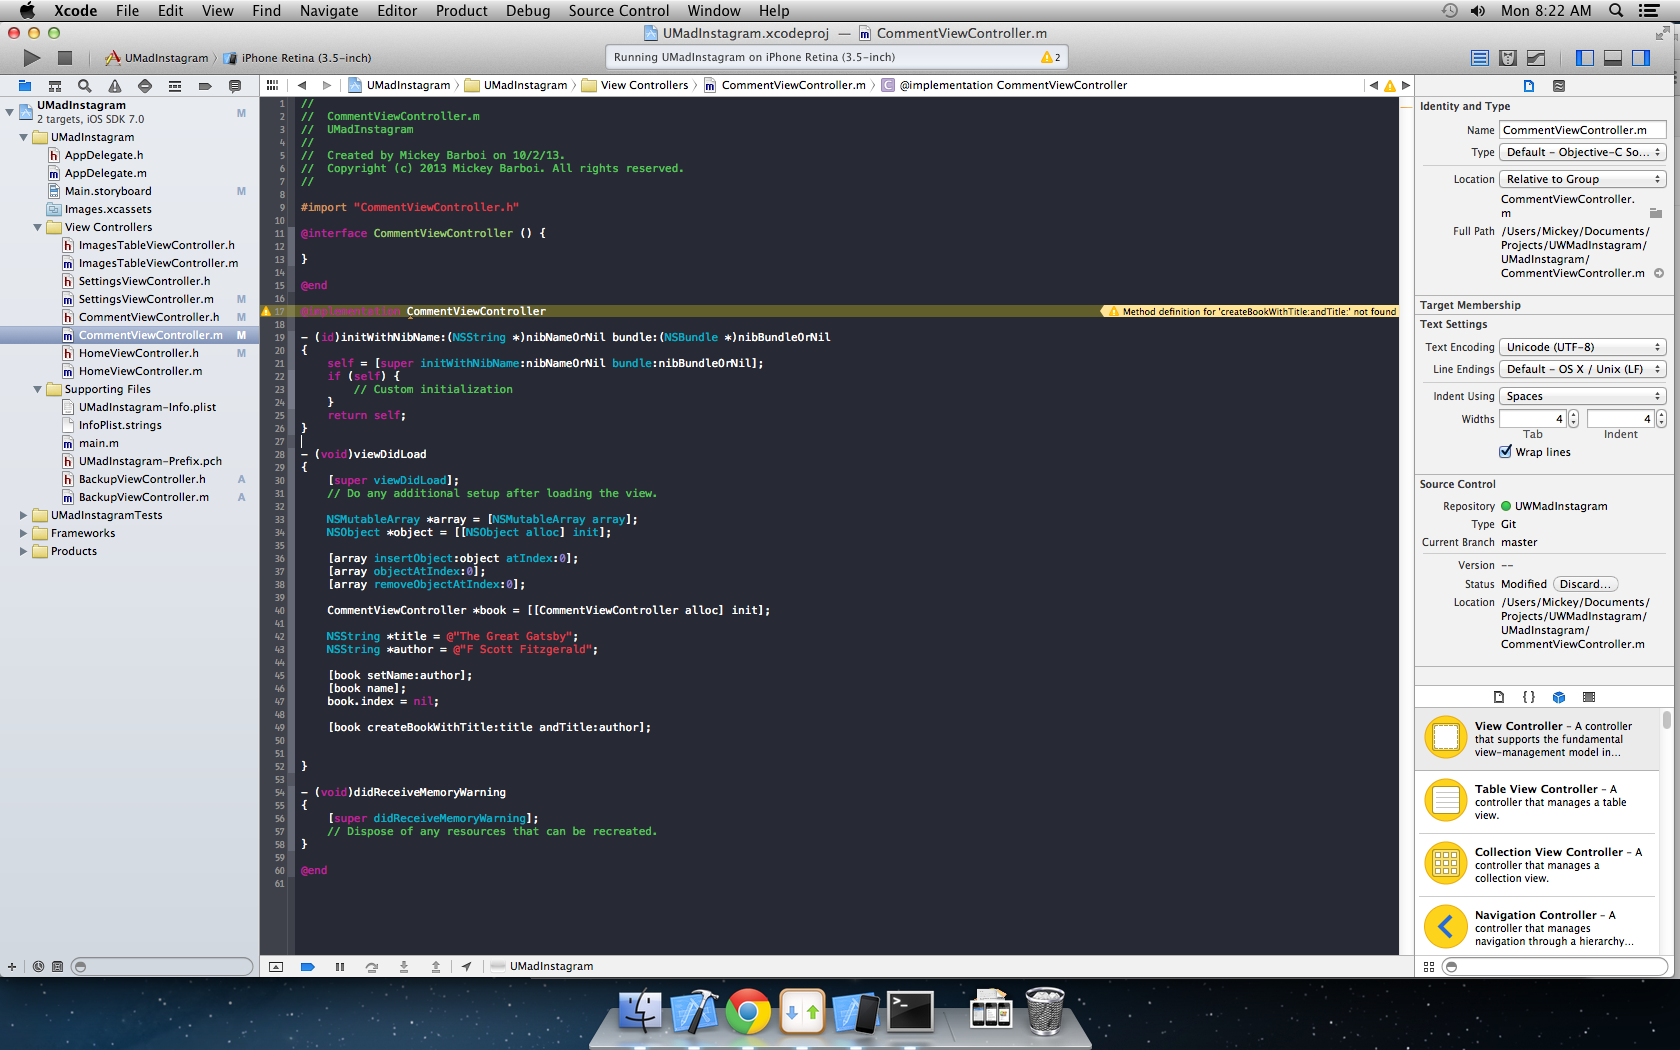 Xcode File Edit View Find Navigate Editor Product Debug Source Control Window Help Mon 8:22 AM
UMadInstagram.xcodeproj — CommentViewController.m
UMadInstagram iPhone Retina (3.5-inch)
Running UMadInstagram on iPhone Retina (3.5-inch) 2
UMadInstagram UMadInstagram View Controllers CommentViewController.m @implementation CommentViewController
UMadInstagram M
2 targets, iOS SDK 7.0
UMadInstagram
AppDelegate.h
AppDelegate.m
Main.storyboard M
Images.xcassets
View Controllers
ImagesTableViewController.h
ImagesTableViewController.m
SettingsViewController.h
SettingsViewController.m M
CommentViewController.h M
CommentViewController.m M
HomeViewController.h M
HomeViewController.m
Supporting Files
UMadInstagram-Info.plist
InfoPlist.strings
main.m
UMadInstagram-Prefix.pch
BackupViewController.h A
BackupViewController.m A
UMadInstagramTests
Frameworks
Products
1 //
2 // CommentViewController.m
3 // UMadInstagram
4 //
5 // Created by Mickey Barboi on 10/2/13.
6 // Copyright (c) 2013 Mickey Barboi. All rights reserved.
7 //
8
9 #import "CommentViewController.h"
10
11 @interface CommentViewController () {
12
13 }
14
15 @end
16
17 @implementation CommentViewController Method definition for 'createBookWithTitle:andTitle:' not found
18
19 - (id)initWithNibName:(NSString *)nibNameOrNil bundle:(NSBundle *)nibBundleOrNil
20 {
21 self = [super initWithNibName:nibNameOrNil bundle:nibBundleOrNil];
22 if (self) {
23 // Custom initialization
24 }
25 return self;
26 }
27
28 - (void)viewDidLoad
29 {
30 [super viewDidLoad];
31 // Do any additional setup after loading the view.
32
33 NSMutableArray *array = [NSMutableArray array];
34 NSObject *object = [[NSObject alloc] init];
35
36 [array insertObject:object atIndex:0];
37 [array objectAtIndex:0];
38 [array removeObjectAtIndex:0];
39
40 CommentViewController *book = [[CommentViewController alloc] init];
41
42 NSString *title = @"The Great Gatsby";
43 NSString *author = @"F Scott Fitzgerald";
44
45 [book setName:author];
46 [book name];
47 book.index = nil;
48
49 [book createBookWithTitle:title andTitle:author];
50
51
52 }
53
54 - (void)didReceiveMemoryWarning
55 {
56 [super didReceiveMemoryWarning];
57 // Dispose of any resources that can be recreated.
58 }
59
60 @end
61
UMadInstagram
Identity and Type
Name CommentViewController.m
Type Default - Objective-C So...
Location Relative to Group
CommentViewController.
m
Full Path /Users/Mickey/Documents/
Projects/UWMadInstagram/
UMadInstagram/
CommentViewController.m
Target Membership
Text Settings
Text Encoding Unicode (UTF-8)
Line Endings Default - OS X / Unix (LF)
Indent Using Spaces
Widths 4 4
Tab Indent
Wrap lines
Source Control
Repository UWMadInstagram
Type Git
Current Branch master
Version --
Status Modified Discard...
Location /Users/Mickey/Documents/
Projects/UWMadInstagram/
UMadInstagram/
CommentViewController.m
{ }
View Controller - A controller
that supports the fundamental
view-management model in...
Table View Controller - A
controller that manages a table
view.
Collection View Controller - A
controller that manages a
collection view.
Navigation Controller - A
controller that manages
navigation through a hierarchy...
>_